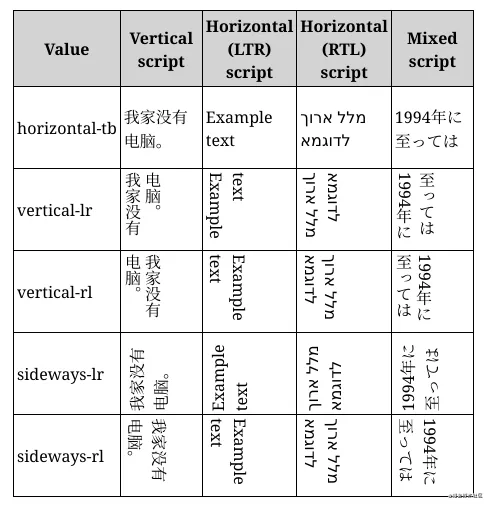 Value
Vertical
script
Horizontal
(LTR)
script
Horizontal
(RTL)
script
Mixed
script
horizontal-tb
我家没有
电脑。
Example
text
מלל ארוך
לדוגמא
1994年に
至っては
vertical-lr
我家没有
电脑。
Example
text
מלל ארוך
לדוגמא
1994年に
至っては
vertical-rl
我家没有
电脑。
Example
text
מלל ארוך
לדוגמא
1994年に
至っては
sideways-lr
我家没有
电脑。
Example
text
מלל ארוך
לדוגמא
1994年に
至っては
sideways-rl
我家没有
电脑。
Example
text
מלל ארוך
לדוגמא
1994年に
至っては